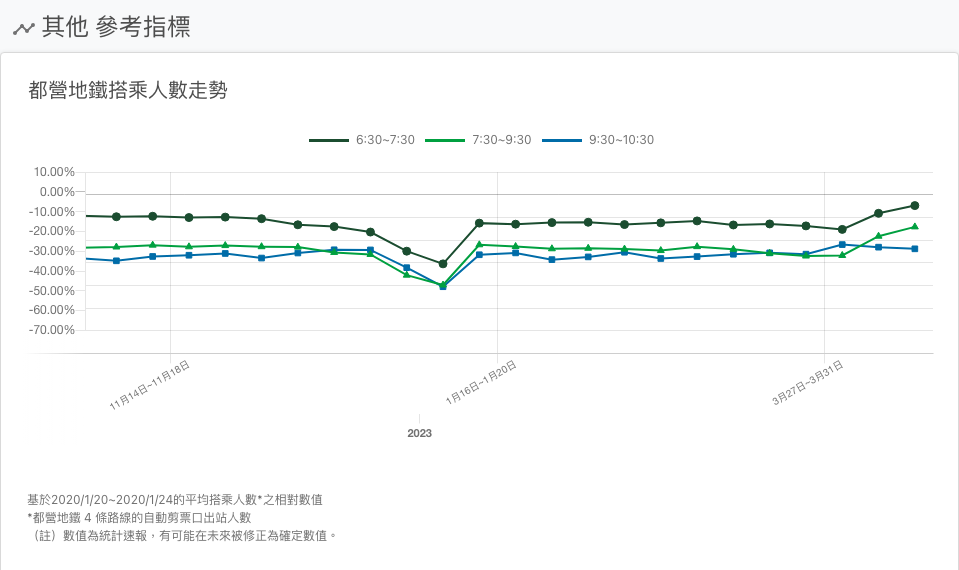 其他 參考指標
都營地鐵搭乘人數走勢
6:30~7:30 7:30~9:30 9:30~10:30
10.00%
0.00%
-10.00%
-20.00%
-30.00%
-40.00%
-50.00%
-60.00%
-70.00%
11月14日~11月18日 1月16日~1月20日 3月27日~3月31日
2023
基於2020/1/20~2020/1/24的平均搭乘人數*之相對數值
*都營地鐵 4 條路線的自動剪票口出站人數
（註）數值為統計速報，有可能在未來被修正為確定數值。